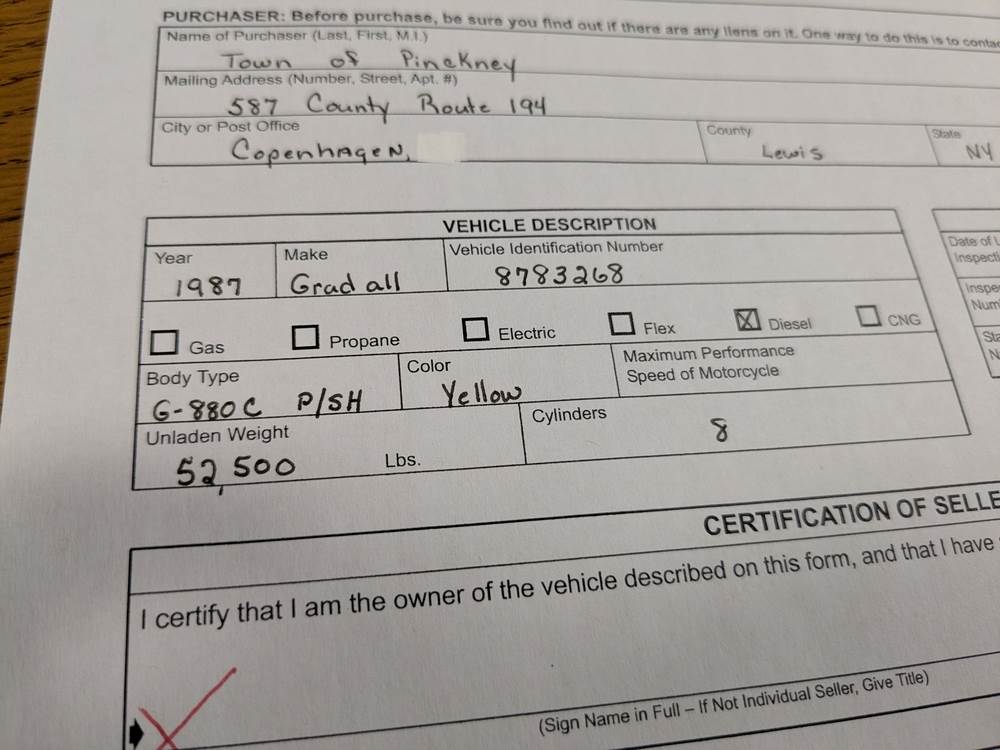 PURCHASER: Before purchase, be sure you find out if there are any liens on it. One way to do this is to
Name of Purchaser (Last, First, M.I.)
Town of Pinckney
Mailing Address (Number, Street, Apt. #)
587 County Route 194
City or Post Office County State
Copenhagen, Lewis NY
VEHICLE DESCRIPTION
Year Make Vehicle Identification Number
1987 Gradall 8783268
Gas Propane Electric Flex Diesel CNG
Body Type Color Maximum Performance
Speed of Motorcycle
G-880C P/SH Yellow
Unladen Weight Cylinders
52,500 Lbs. 8
Date of
CERTIFICATION OF
I certify that I am the owner of the vehicle described on this form, and that I have
(Sign Name in Full – If Not Individual Seller, Give Title)